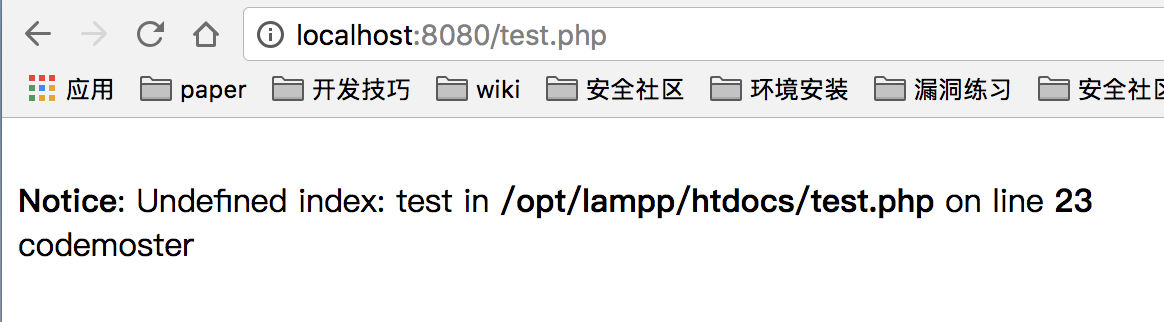 localhost:8080/test.php
应用 paper 开发技巧 wiki 安全社区 环境安装 漏洞练习 安全社
Notice: Undefined index: test in /opt/lampp/htdocs/test.php on line 23
codemoster